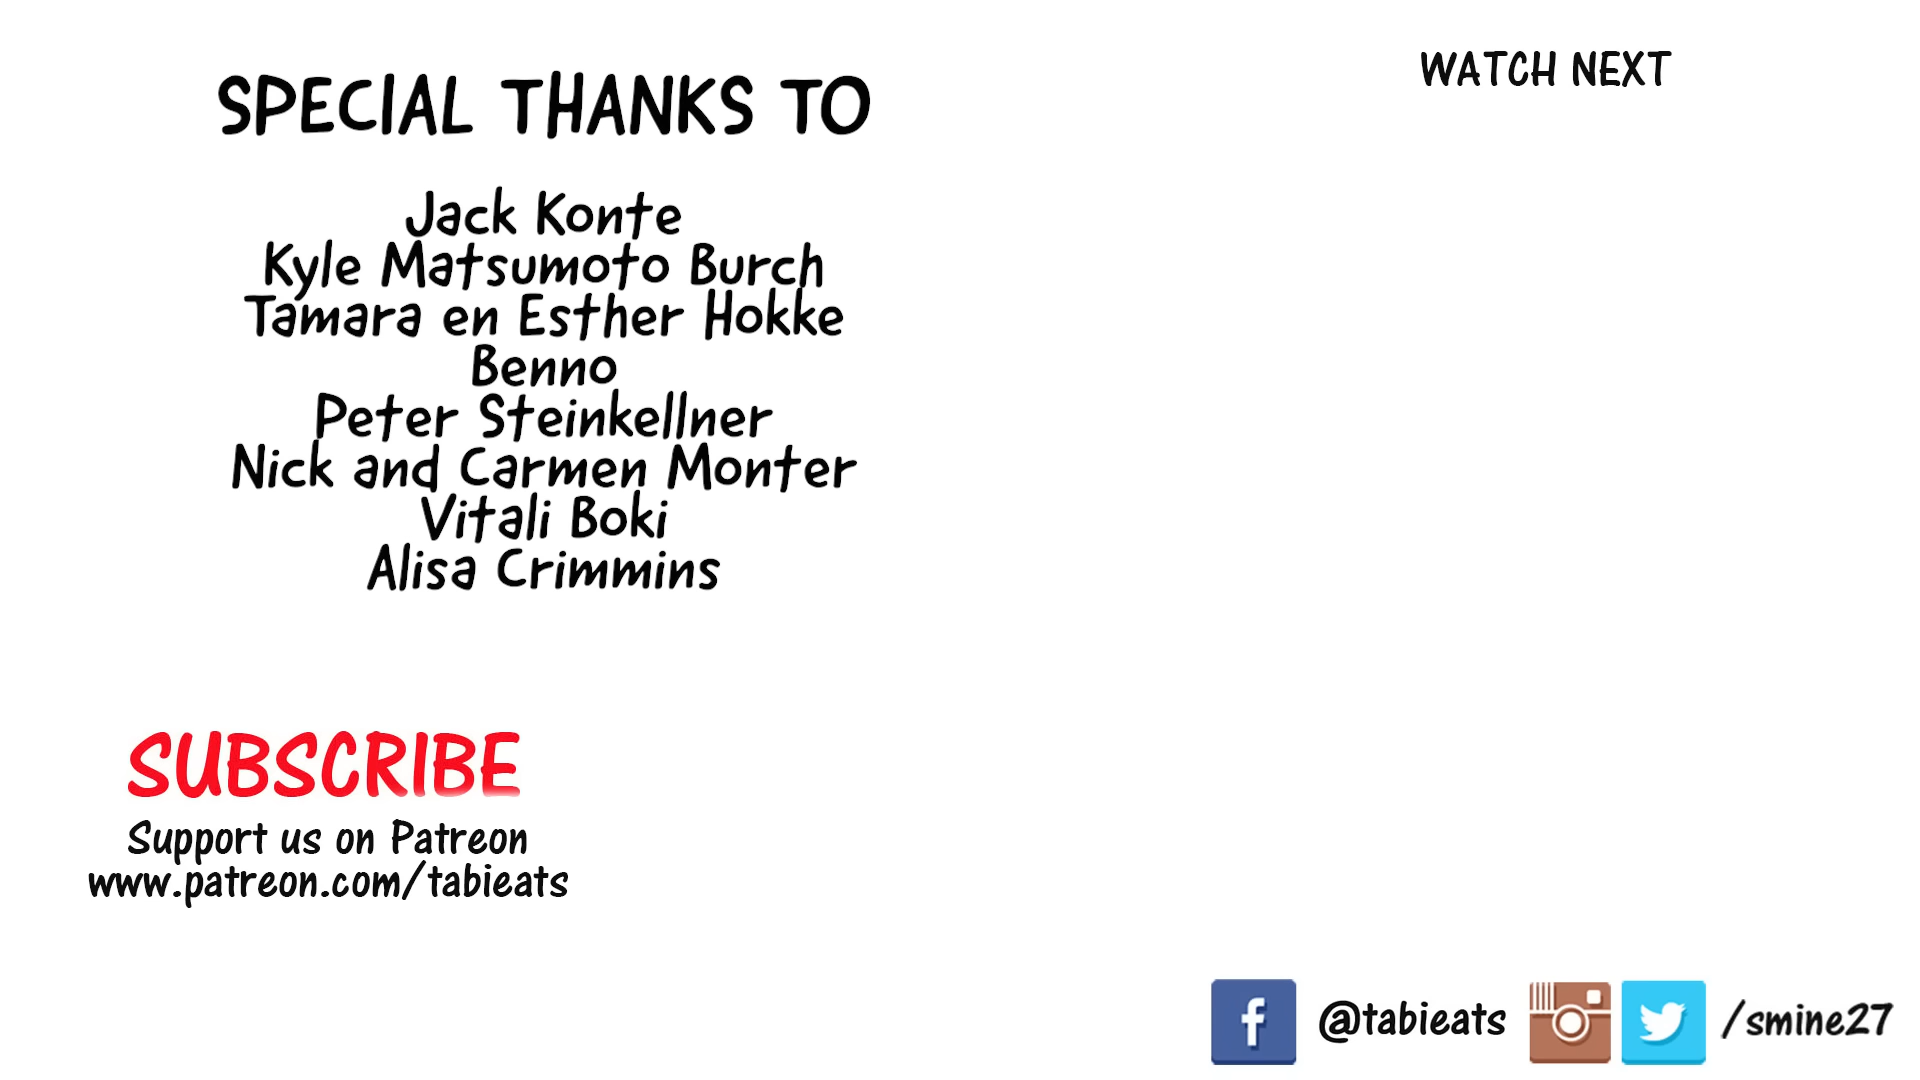 SPECIAL THANKS TO
Jack Konte
Kyle Matsumoto Burch
Tamara en Esther Hokke
Benno
Peter Steinkellner
Nick and Carmen Monter
Vitali Boki
Alisa Crimmins
WATCH NEXT
SUBSCRIBE
Support us on Patreon
www.patreon.com/tabieats
f @tabieats /smine27